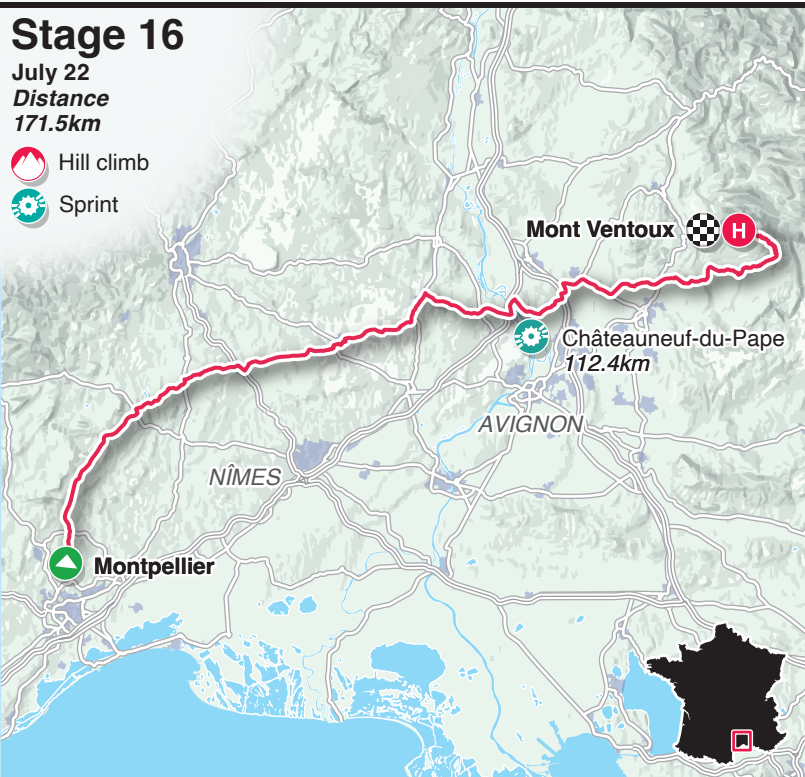 Stage 16
July 22
Distance
171.5km
Hill climb
Sprint
Mont Ventoux
H
Châteauneuf-du-Pape
112.4km
AVIGNON
NÎMES
Montpellier